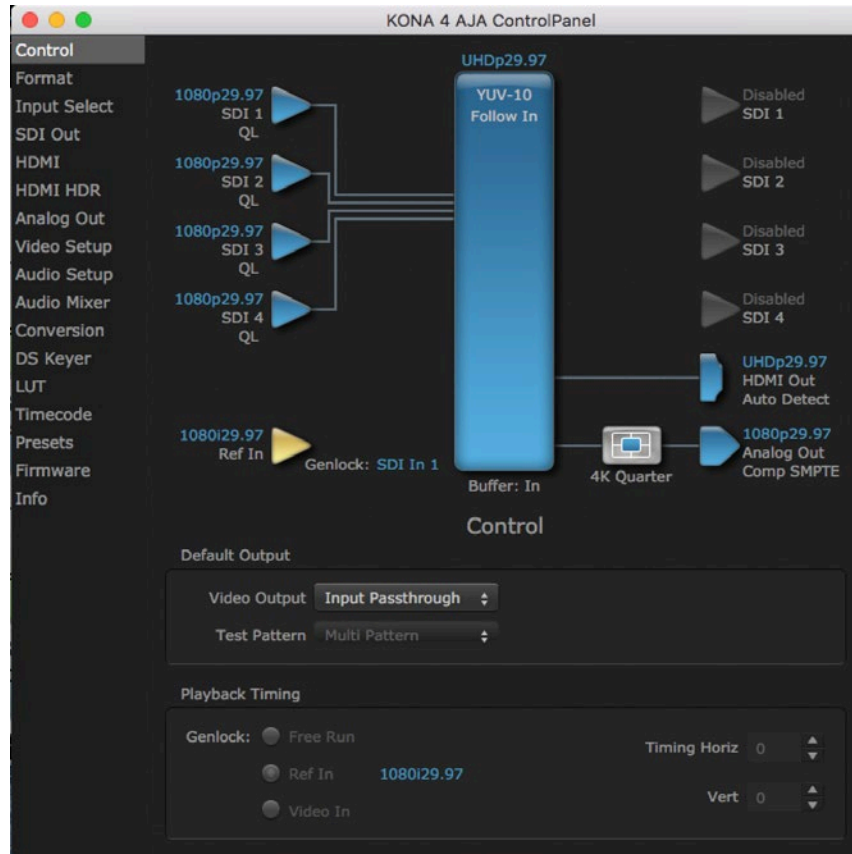 KONA 4 AJA ControlPanel
Control
Format
Input Select
SDI Out
HDMI
HDMI HDR
Analog Out
Video Setup
Audio Setup
Audio Mixer
Conversion
DS Keyer
LUT
Timecode
Presets
Firmware
Info
1080p29.97
SDI 1
QL
1080p29.97
SDI 2
QL
1080p29.97
SDI 3
QL
1080p29.97
SDI 4
QL
1080i29.97
Ref In
Genlock: SDI In 1
UHDp29.97
YUV-10
Follow In
Buffer: In
Disabled
SDI 1
Disabled
SDI 2
Disabled
SDI 3
Disabled
SDI 4
UHDp29.97
HDMI Out
Auto Detect
4K Quarter
1080p29.97
Analog Out
Comp SMPTE
Control
Default Output
Video Output Input Passthrough
Test Pattern Multi Pattern
Playback Timing
Genlock: Free Run
Ref In 1080i29.97
Video In
Timing Horiz 0
Vert 0